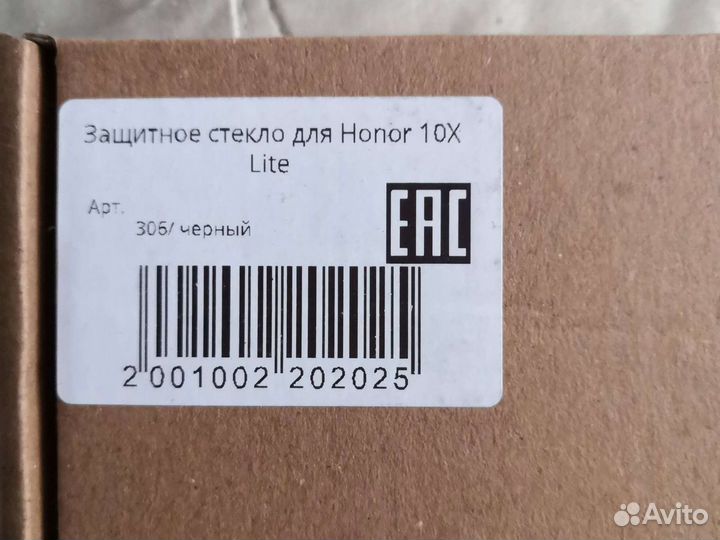 Защитное стекло для Honor 10X
Lite
Арт.
306/ черный
EAC
2 001002 202025
Avito